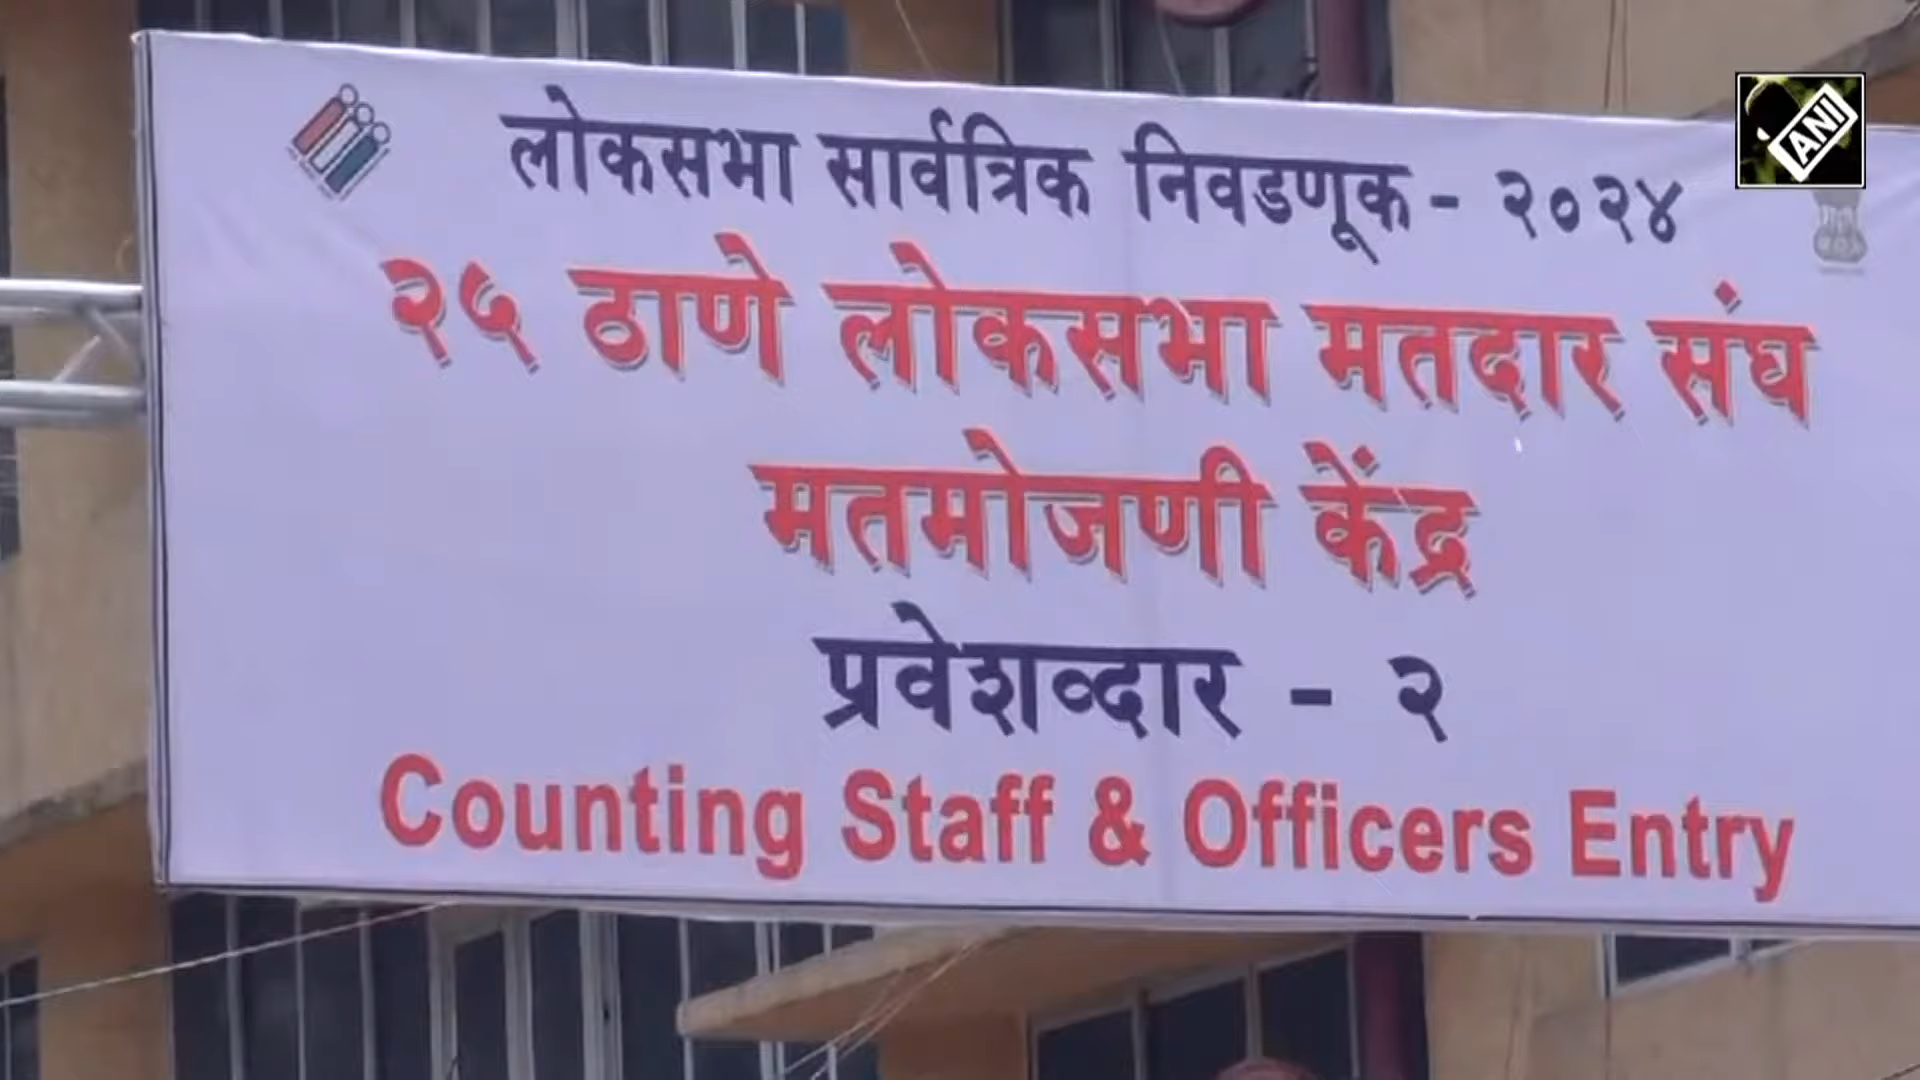 लोकसभा सार्वत्रिक निवडणूक - २०२४
ANI
२५ ठाणे लोकसभा मतदार संघ
मतमोजणी केंद्र
प्रवेशव्दार - २
Counting Staff & Officers Entry